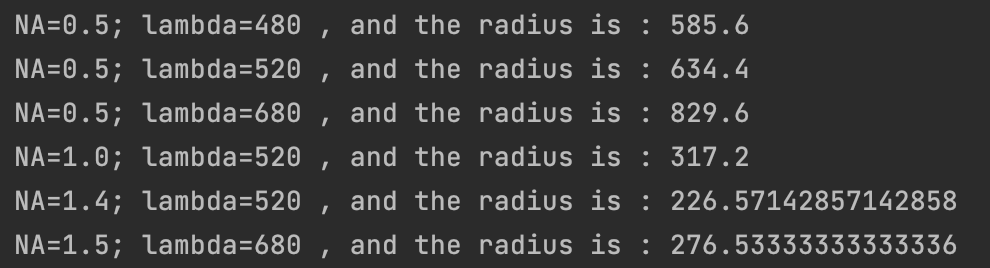 NA=0.5; lambda=480 , and the radius is : 585.6
NA=0.5; lambda=520 , and the radius is : 634.4
NA=0.5; lambda=680 , and the radius is : 829.6
NA=1.0; lambda=520 , and the radius is : 317.2
NA=1.4; lambda=520 , and the radius is : 226.57142857142858
NA=1.5; lambda=680 , and the radius is : 276.53333333333336